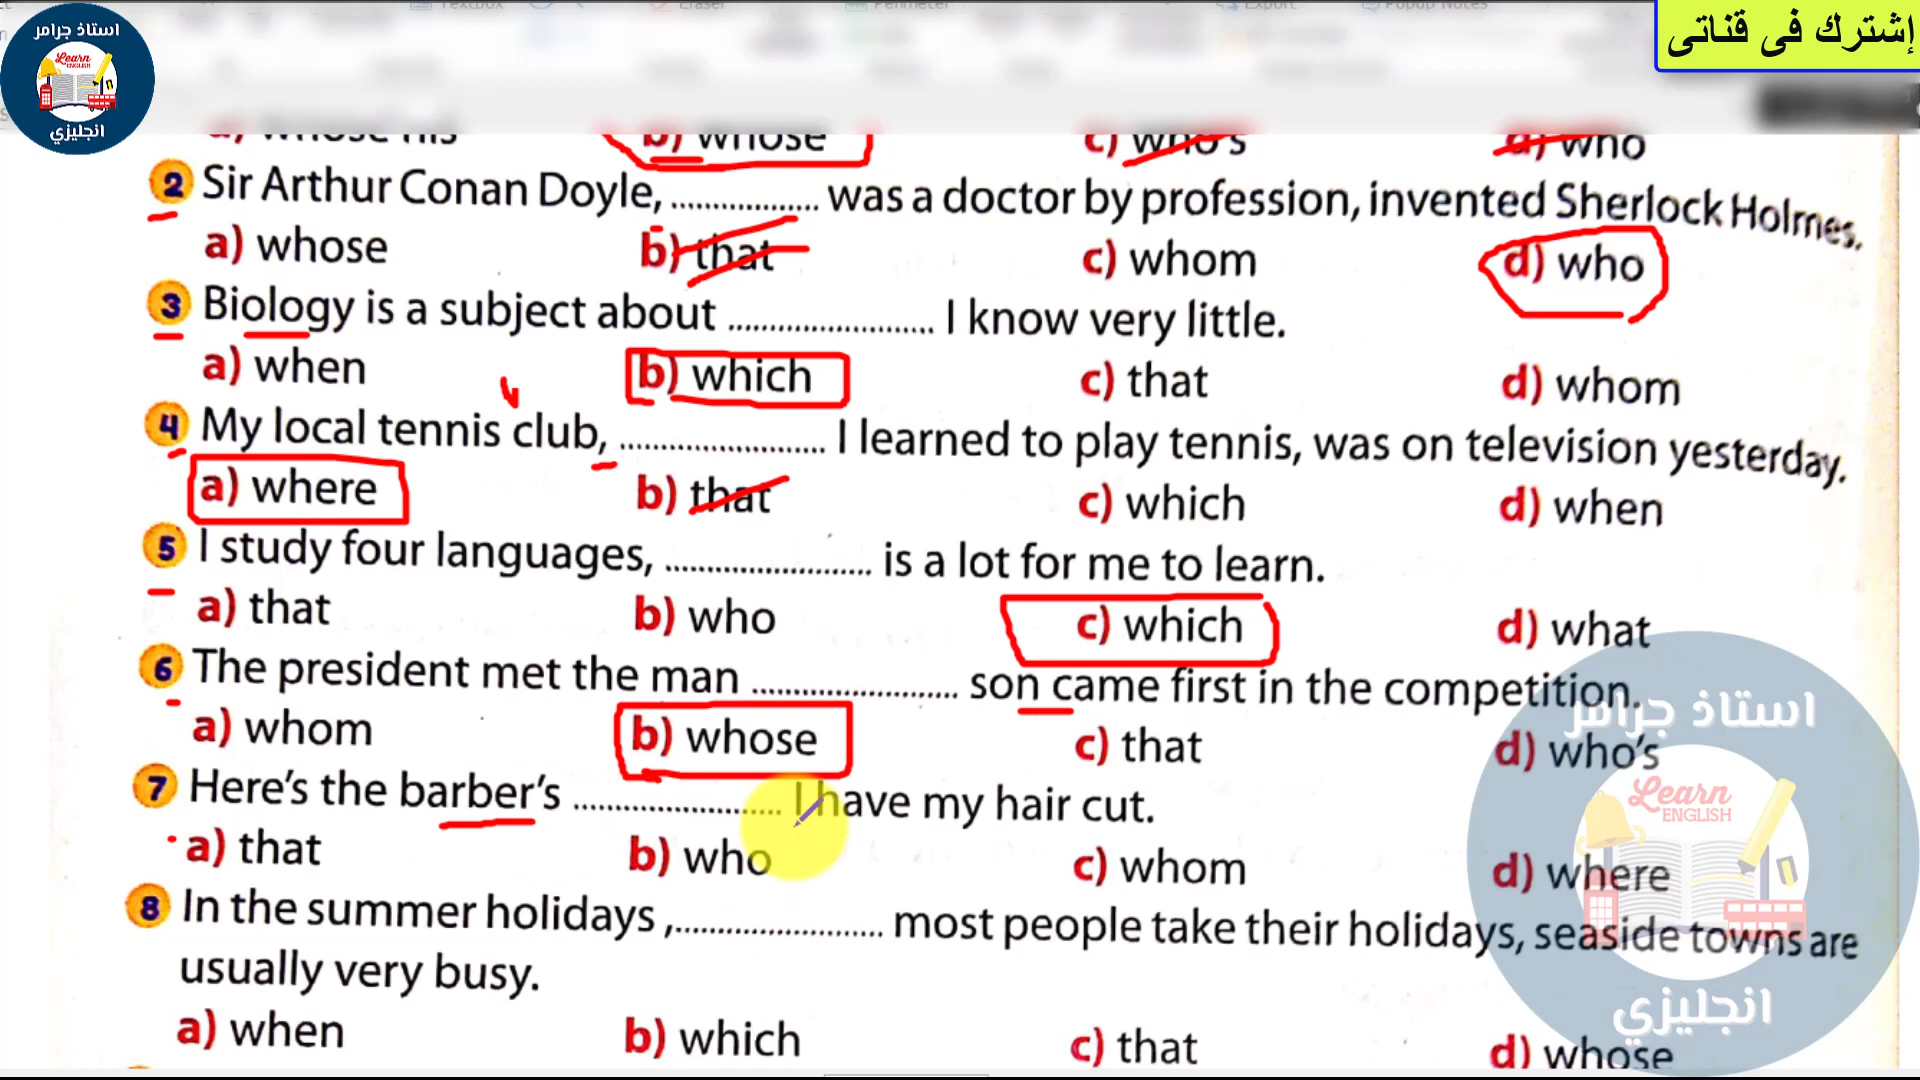 استاذ جرامر
Learn
ENGLISH
انجليزي
إشترك فى قناتى
b) whose c) who's d) who
2 Sir Arthur Conan Doyle, .................. was a doctor by profession, invented Sherlock Holmes.
a) whose b) that c) whom d) who
3 Biology is a subject about ......................... I know very little.
a) when b) which c) that d) whom
4 My local tennis club, ......................... I learned to play tennis, was on television yesterday.
a) where b) that c) which d) when
5 I study four languages, ......................... is a lot for me to learn.
a) that b) who c) which d) what
6 The president met the man ......................... son came first in the competition.
a) whom b) whose c) that d) who's
7 Here's the barber's ......................... I have my hair cut.
a) that b) who c) whom d) where
8 In the summer holidays ,......................... most people take their holidays, seaside towns are
usually very busy.
a) when b) which c) that d) whose
استاذ جرامر
Learn
ENGLISH
انجليزي